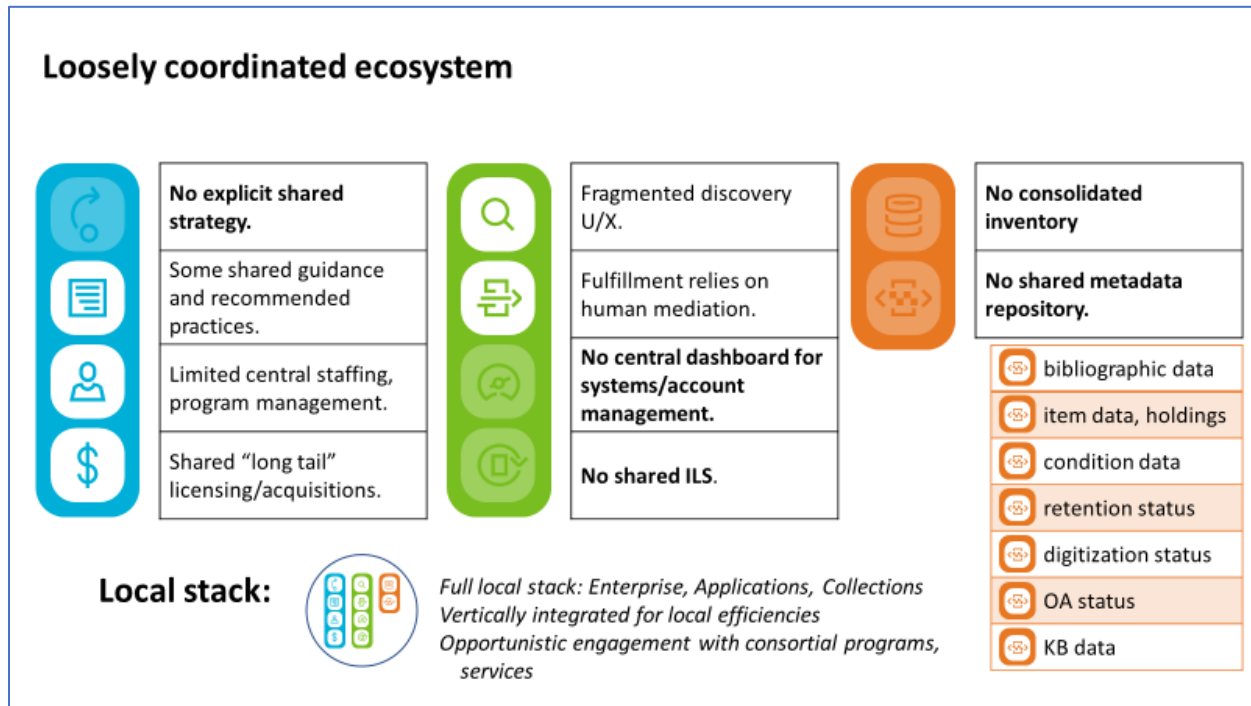 Loosely coordinated ecosystem
No explicit shared
strategy.
Some shared guidance
and recommended
practices.
Limited central staffing,
program management.
$
Shared “long tail”
licensing/acquisitions.
Fragmented discovery
U/X.
Fulfillment relies on
human mediation.
No central dashboard for
systems/account
management.
No shared ILS.
No consolidated
inventory
No shared metadata
repository.
bibliographic data
item data, holdings
condition data
retention status
digitization status
OA status
KB data
Local stack:
Full local stack: Enterprise, Applications, Collections
Vertically integrated for local efficiencies
Opportunistic engagement with consortial programs,
services